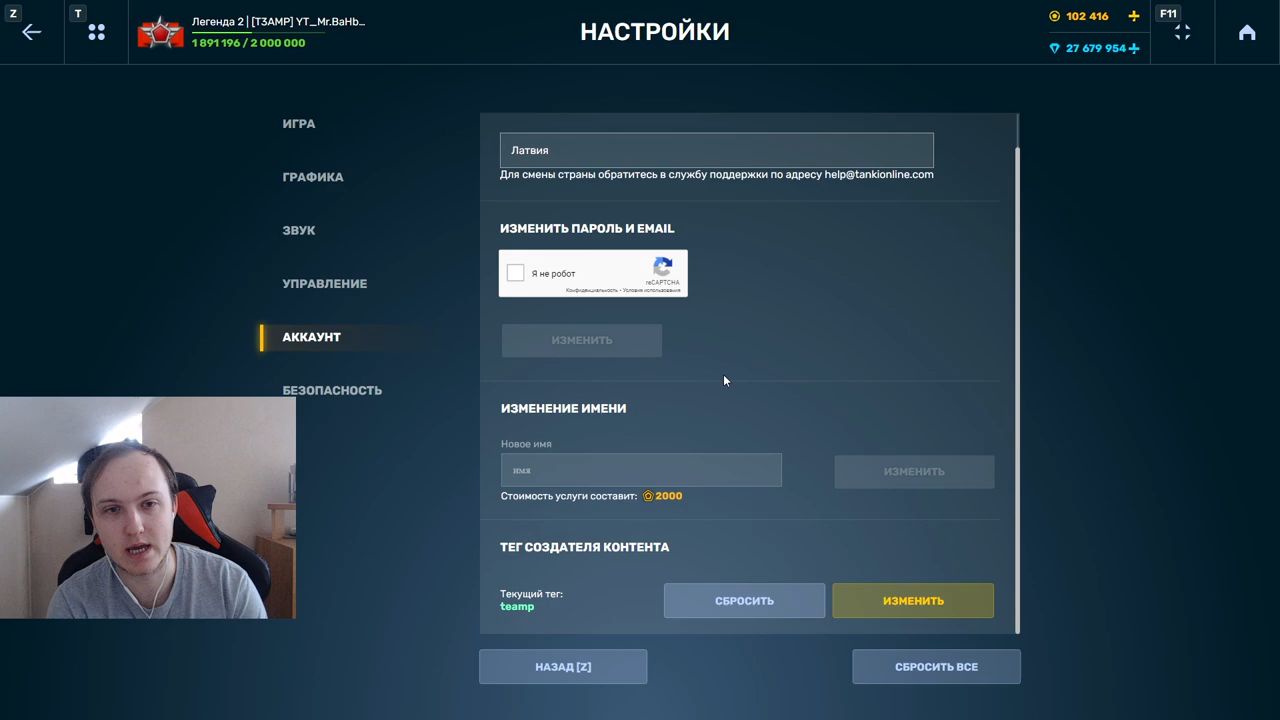 Z
T
Легенда 2 | [T3AMP] YT_Mr.BaHb...
1 891 196 / 2 000 000
НАСТРОЙКИ
102 416
27 679 954
F11
ИГРА
ГРАФИКА
ЗВУК
УПРАВЛЕНИЕ
АККАУНТ
БЕЗОПАСНОСТЬ
Латвия
Для смены страны обратитесь в службу поддержки по адресу help@tankionline.com
ИЗМЕНИТЬ ПАРОЛЬ И EMAIL
Я не робот
reCAPTCHA
Конфиденциальность - Условия использования
ИЗМЕНИТЬ
ИЗМЕНЕНИЕ ИМЕНИ
Новое имя
имя
ИЗМЕНИТЬ
Стоимость услуги составит: 2000
ТЕГ СОЗДАТЕЛЯ КОНТЕНТА
Текущий тег:
teamp
СБРОСИТЬ
ИЗМЕНИТЬ
НАЗАД [Z]
СБРОСИТЬ ВСЕ